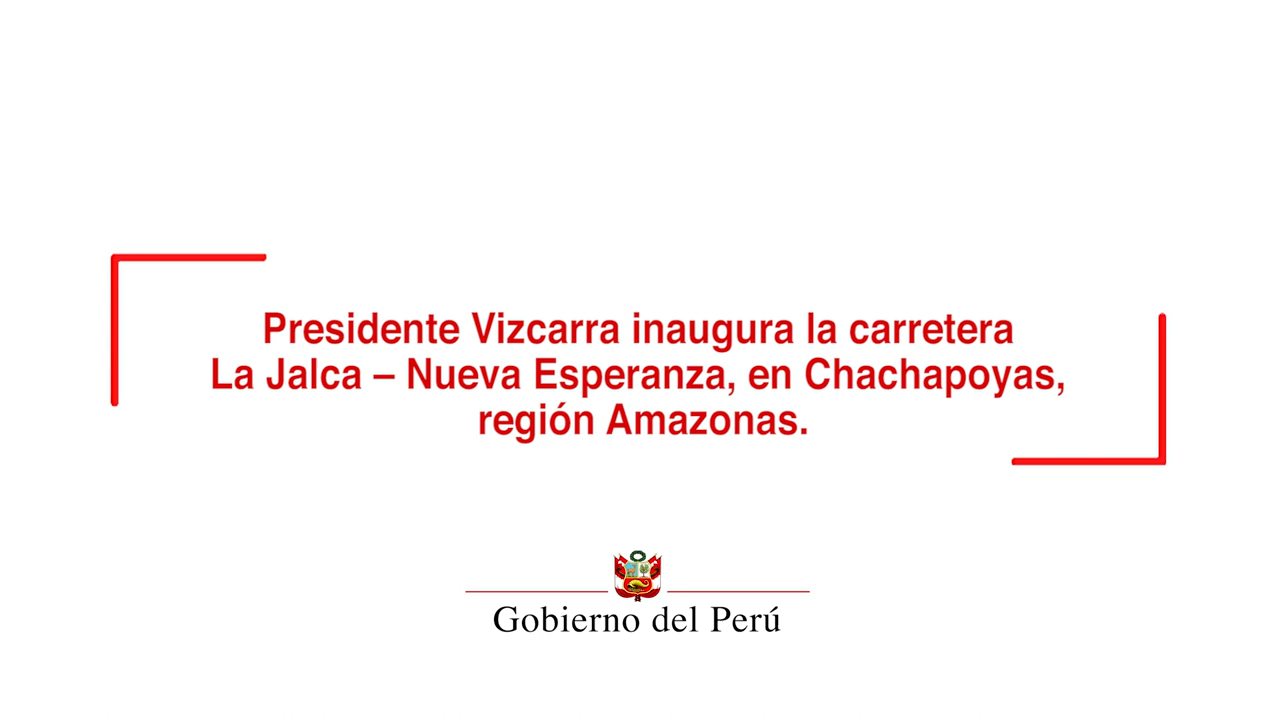 Presidente Vizcarra inaugura la carretera
La Jalca – Nueva Esperanza, en Chachapoyas,
región Amazonas.
Gobierno del Perú